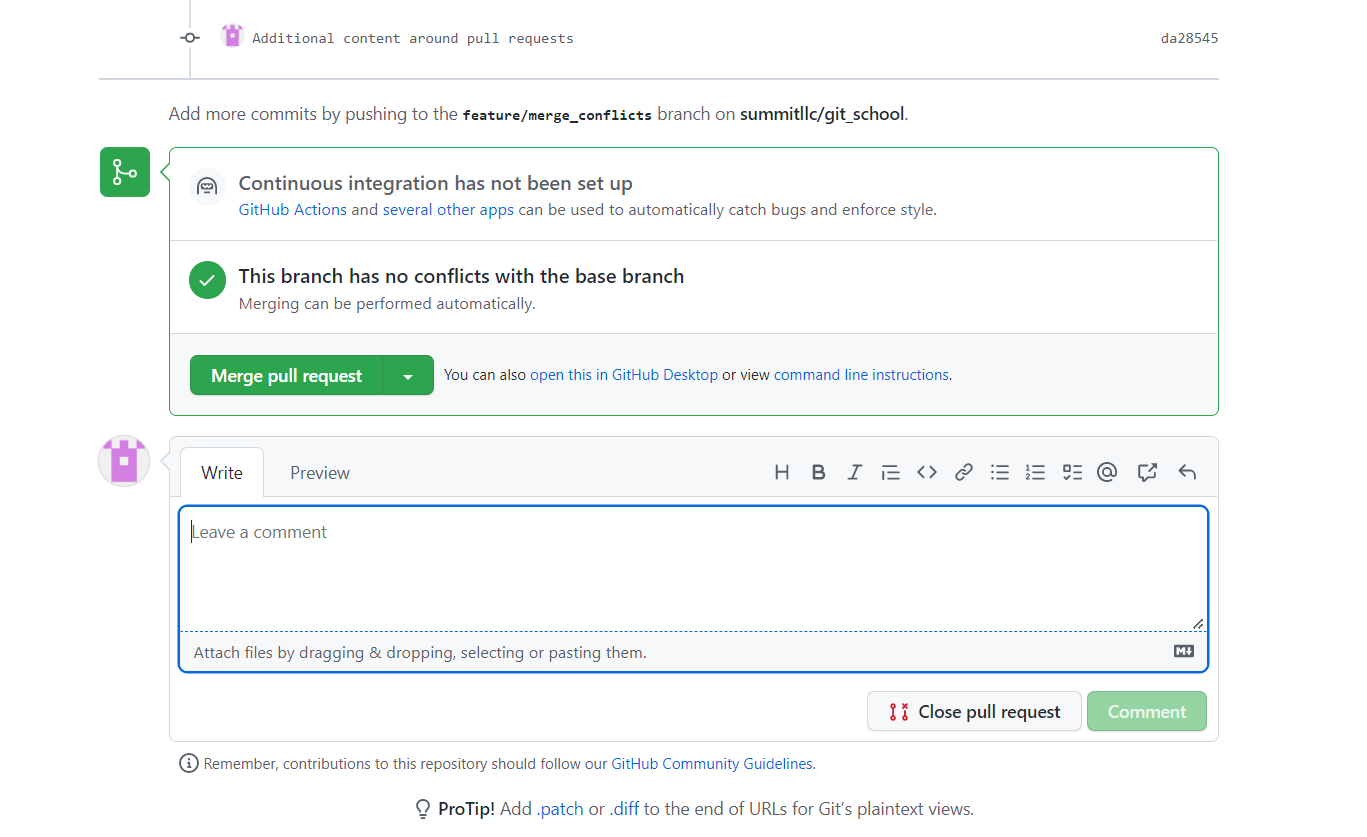 Additional content around pull requests da28545
Add more commits by pushing to the feature/merge_conflicts branch on summitllc/git_school.
Continuous integration has not been set up
GitHub Actions and several other apps can be used to automatically catch bugs and enforce style.
This branch has no conflicts with the base branch
Merging can be performed automatically.
Merge pull request You can also open this in GitHub Desktop or view command line instructions.
Write Preview
Leave a comment
Attach files by dragging & dropping, selecting or pasting them.
Close pull request Comment
Remember, contributions to this repository should follow our GitHub Community Guidelines.
ProTip! Add .patch or .diff to the end of URLs for Git’s plaintext views.